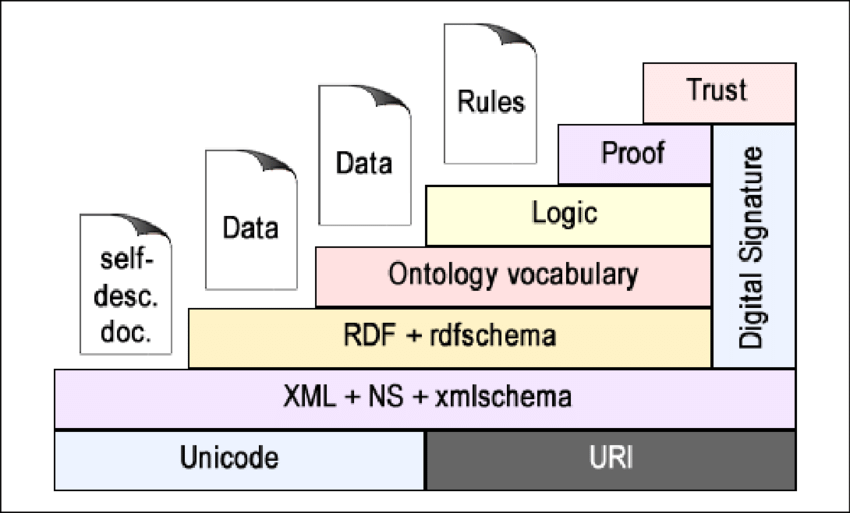 Rules
Trust
Data
Proof
Data
Logic
self-
desc.
doc.
Ontology vocabulary
Digital Signature
RDF + rdfschema
XML + NS + xmlschema
Unicode
URI